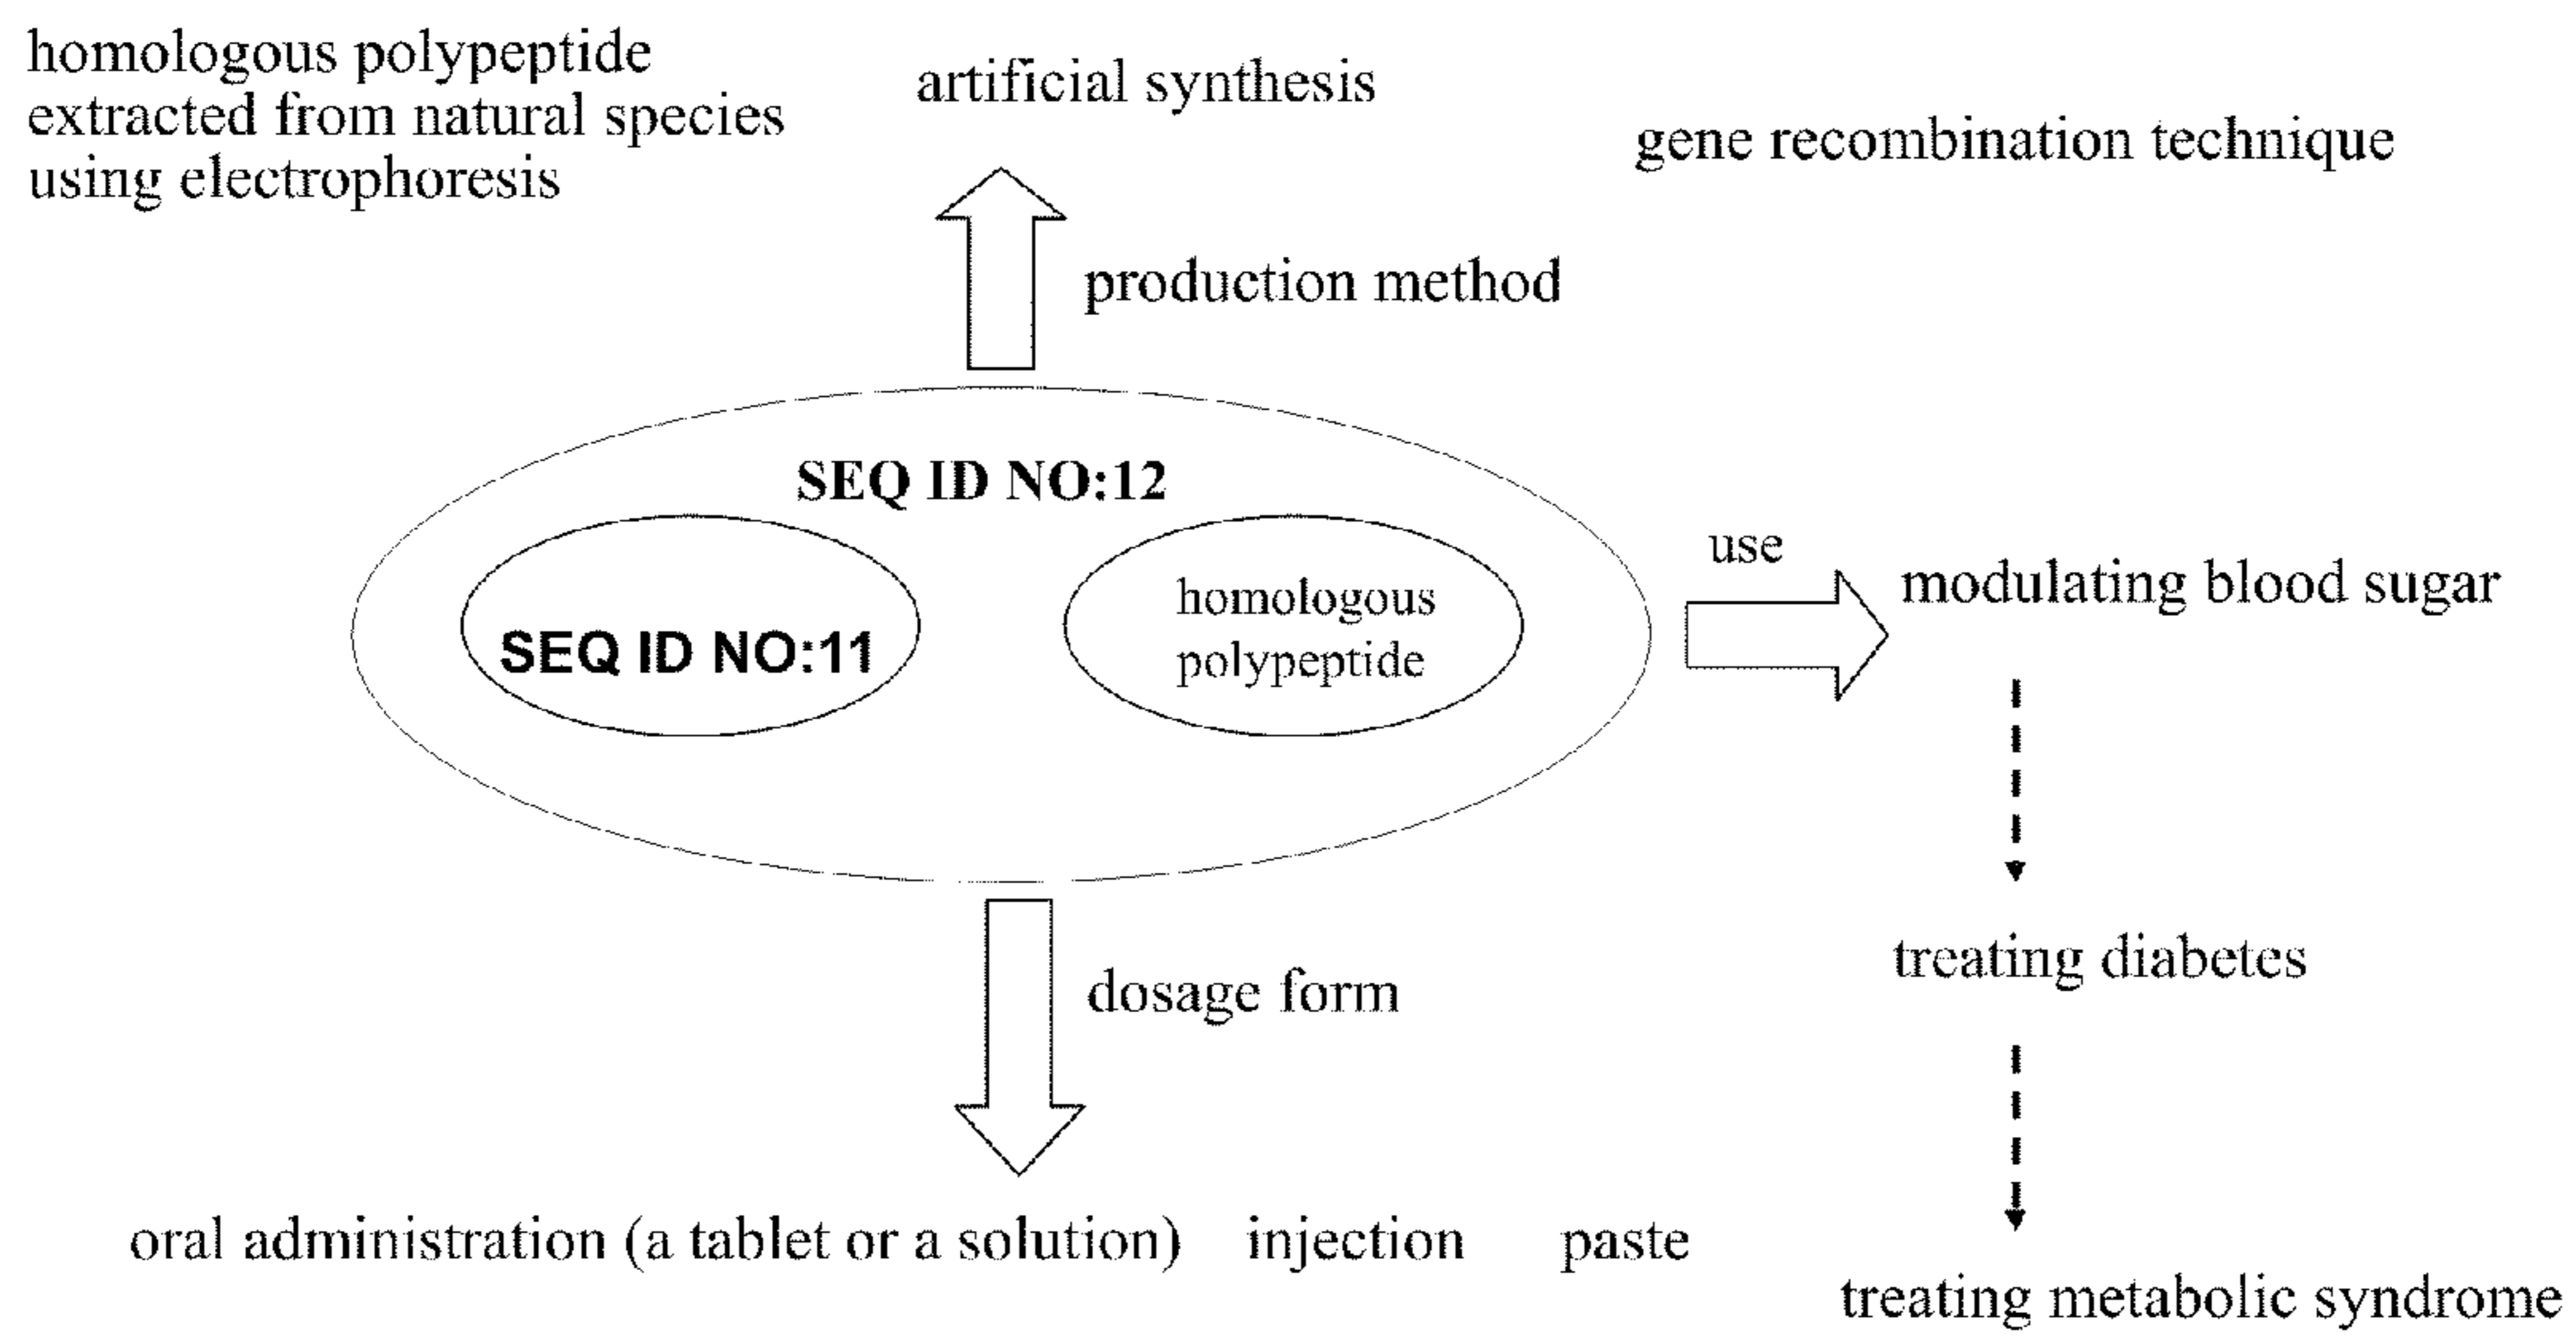 homologous polypeptide
extracted from natural species
using electrophoresis
artificial synthesis
gene recombination technique
production method
SEQ ID NO:12
SEQ ID NO:11
homologous
polypeptide
use
modulating blood sugar
treating diabetes
dosage form
oral administration (a tablet or a solution) injection paste
treating metabolic syndrome